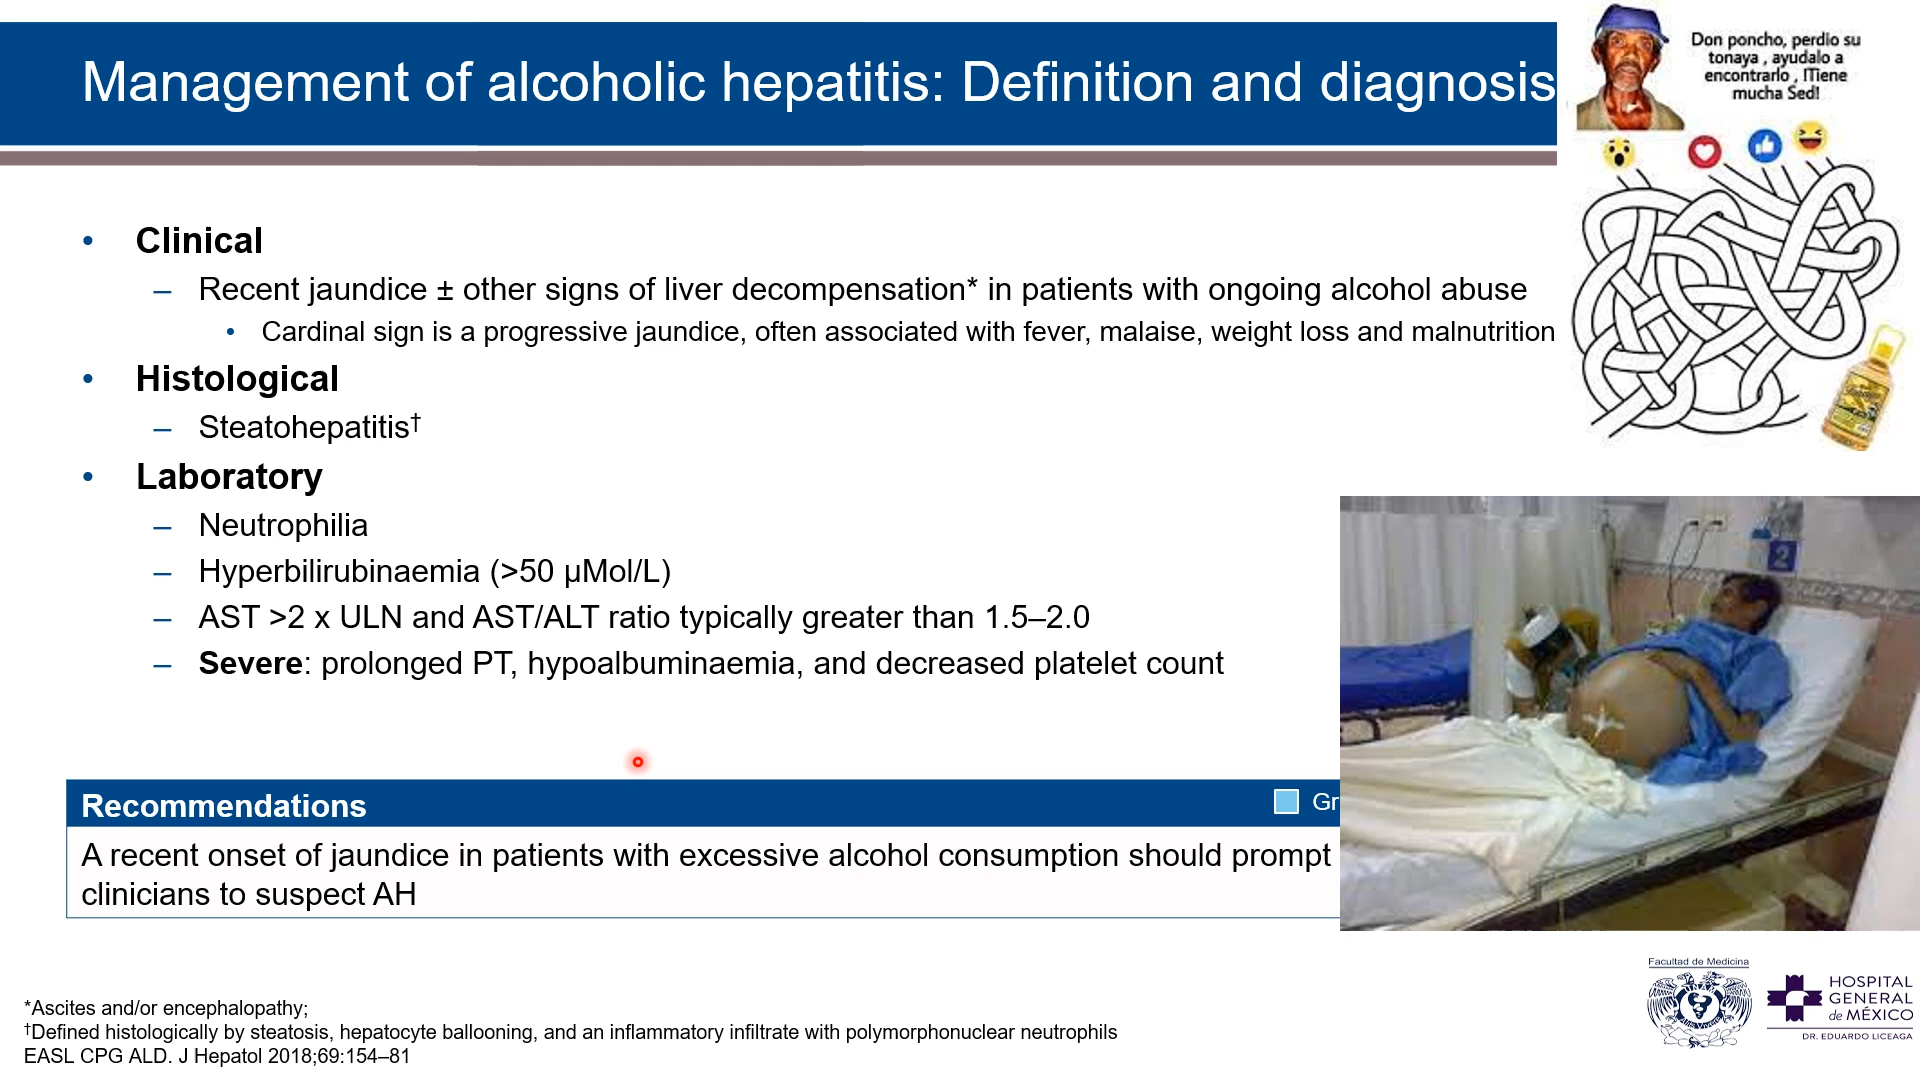 Management of alcoholic hepatitis: Definition and diagnosis
Don poncho, perdio su
tonaya , ayudalo a
encontrarlo , !Tiene
mucha Sed!
• Clinical
– Recent jaundice ± other signs of liver decompensation* in patients with ongoing alcohol abuse
• Cardinal sign is a progressive jaundice, often associated with fever, malaise, weight loss and malnutrition
• Histological
– Steatohepatitis†
• Laboratory
– Neutrophilia
– Hyperbilirubinaemia (>50 µMol/L)
– AST >2 x ULN and AST/ALT ratio typically greater than 1.5–2.0
– Severe: prolonged PT, hypoalbuminaemia, and decreased platelet count
2
Recommendations
Gr
A recent onset of jaundice in patients with excessive alcohol consumption should prompt
clinicians to suspect AH
*Ascites and/or encephalopathy;
†Defined histologically by steatosis, hepatocyte ballooning, and an inflammatory infiltrate with polymorphonuclear neutrophils
EASL CPG ALD. J Hepatol 2018;69:154–81
Facultad de Medicina
HOSPITAL
GENERAL
de MÉXICO
DR. EDUARDO LICEAGA